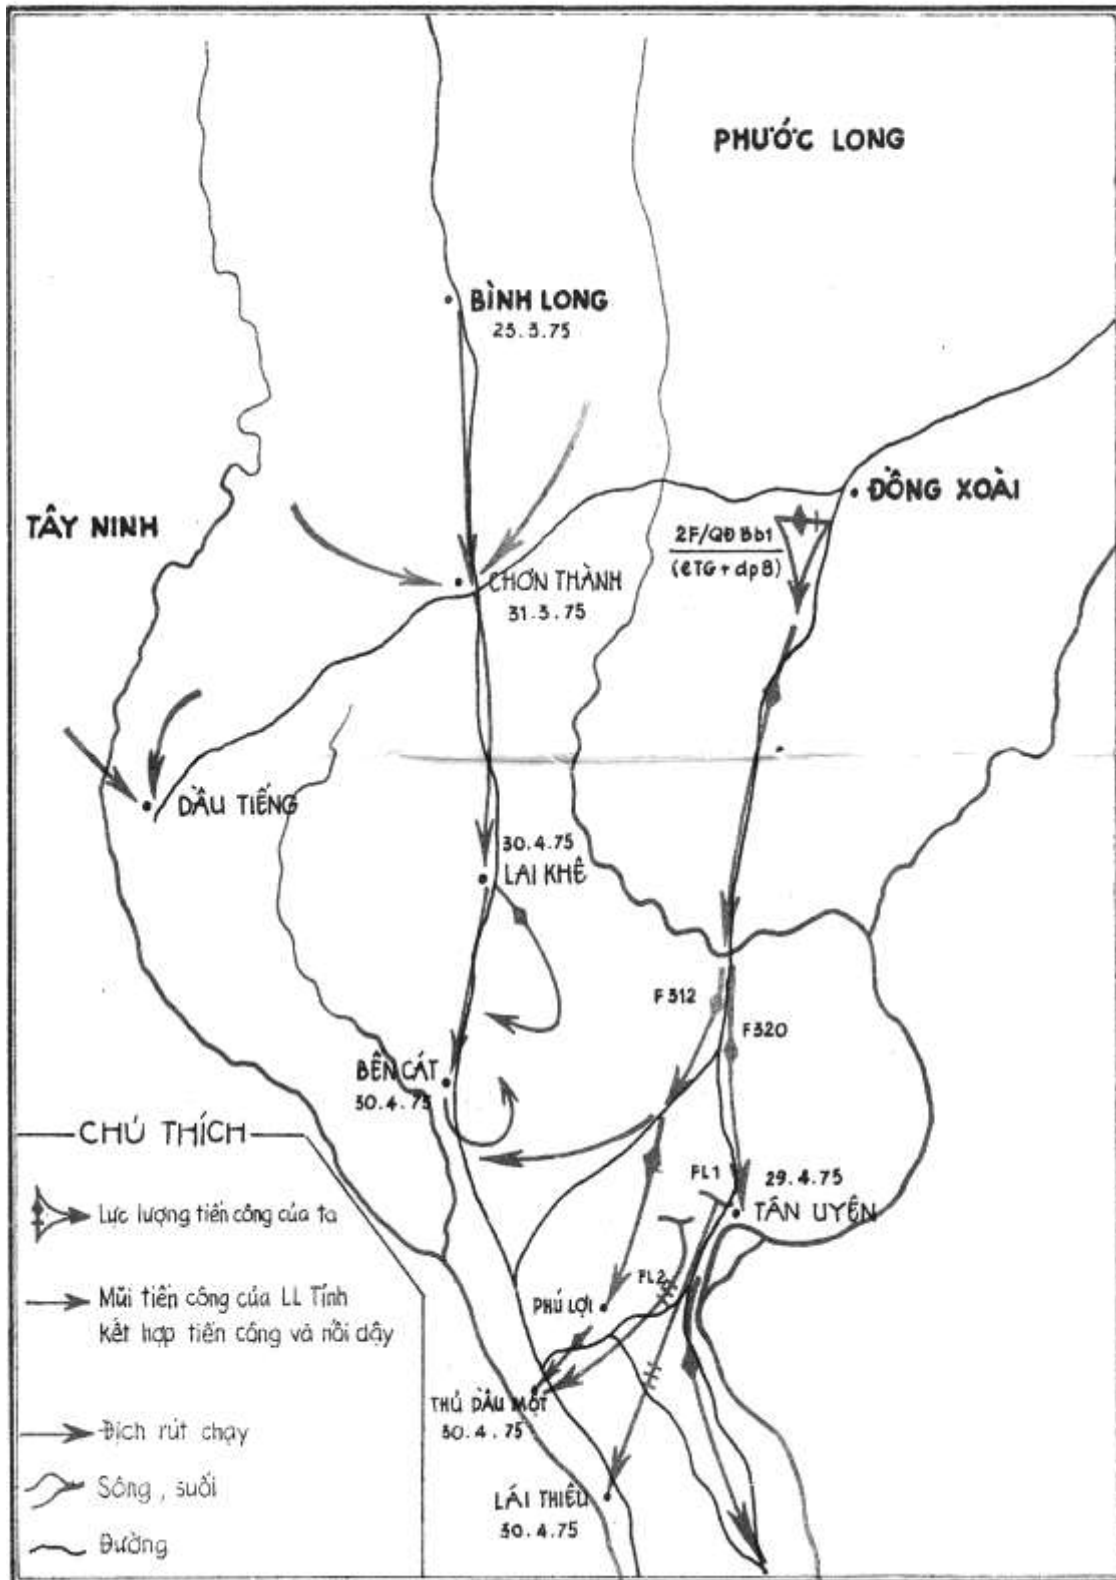 PHƯỚC LONG
BÌNH LONG
23.3.75
ĐỒNG XOÀI
TÂY NINH
2F/QĐ Bb1
(eTG + dpB)
CHƠN THÀNH
31.3.75
DẦU TIẾNG
30.4.75
LAI KHÊ
F 312
F320
BẾN CÁT
30.4.75
FL1
29.4.75
TÂN UYÊN
FL2
PHÚ LỢI
THỦ DẦU MỘT
30.4.75
LÁI THIÊU
30.4.75
CHÚ THÍCH
Lực lượng tiến công của ta
Mũi tiến công của LL Tỉnh
kết hợp tiến công và nổi dậy
Địch rút chạy
Sông, suối
Đường